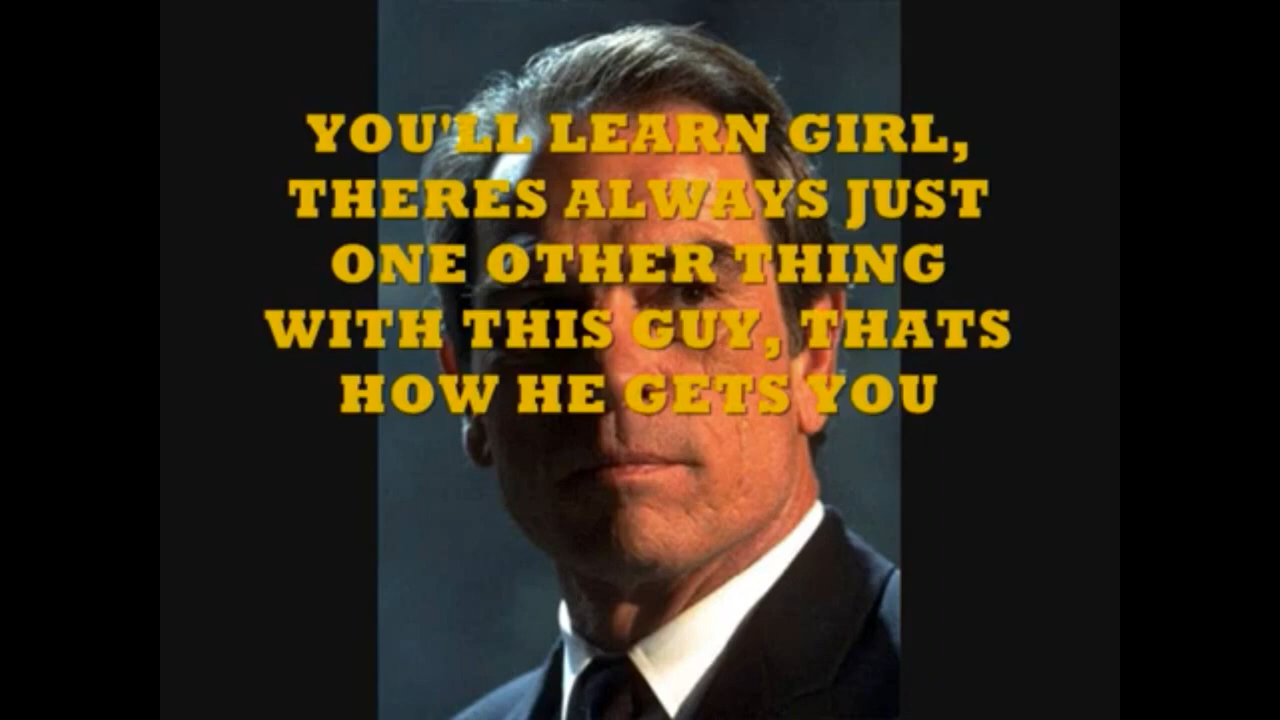 YOU'LL LEARN GIRL,
THERES ALWAYS JUST
ONE OTHER THING
WITH THIS GUY, THATS
HOW HE GETS YOU